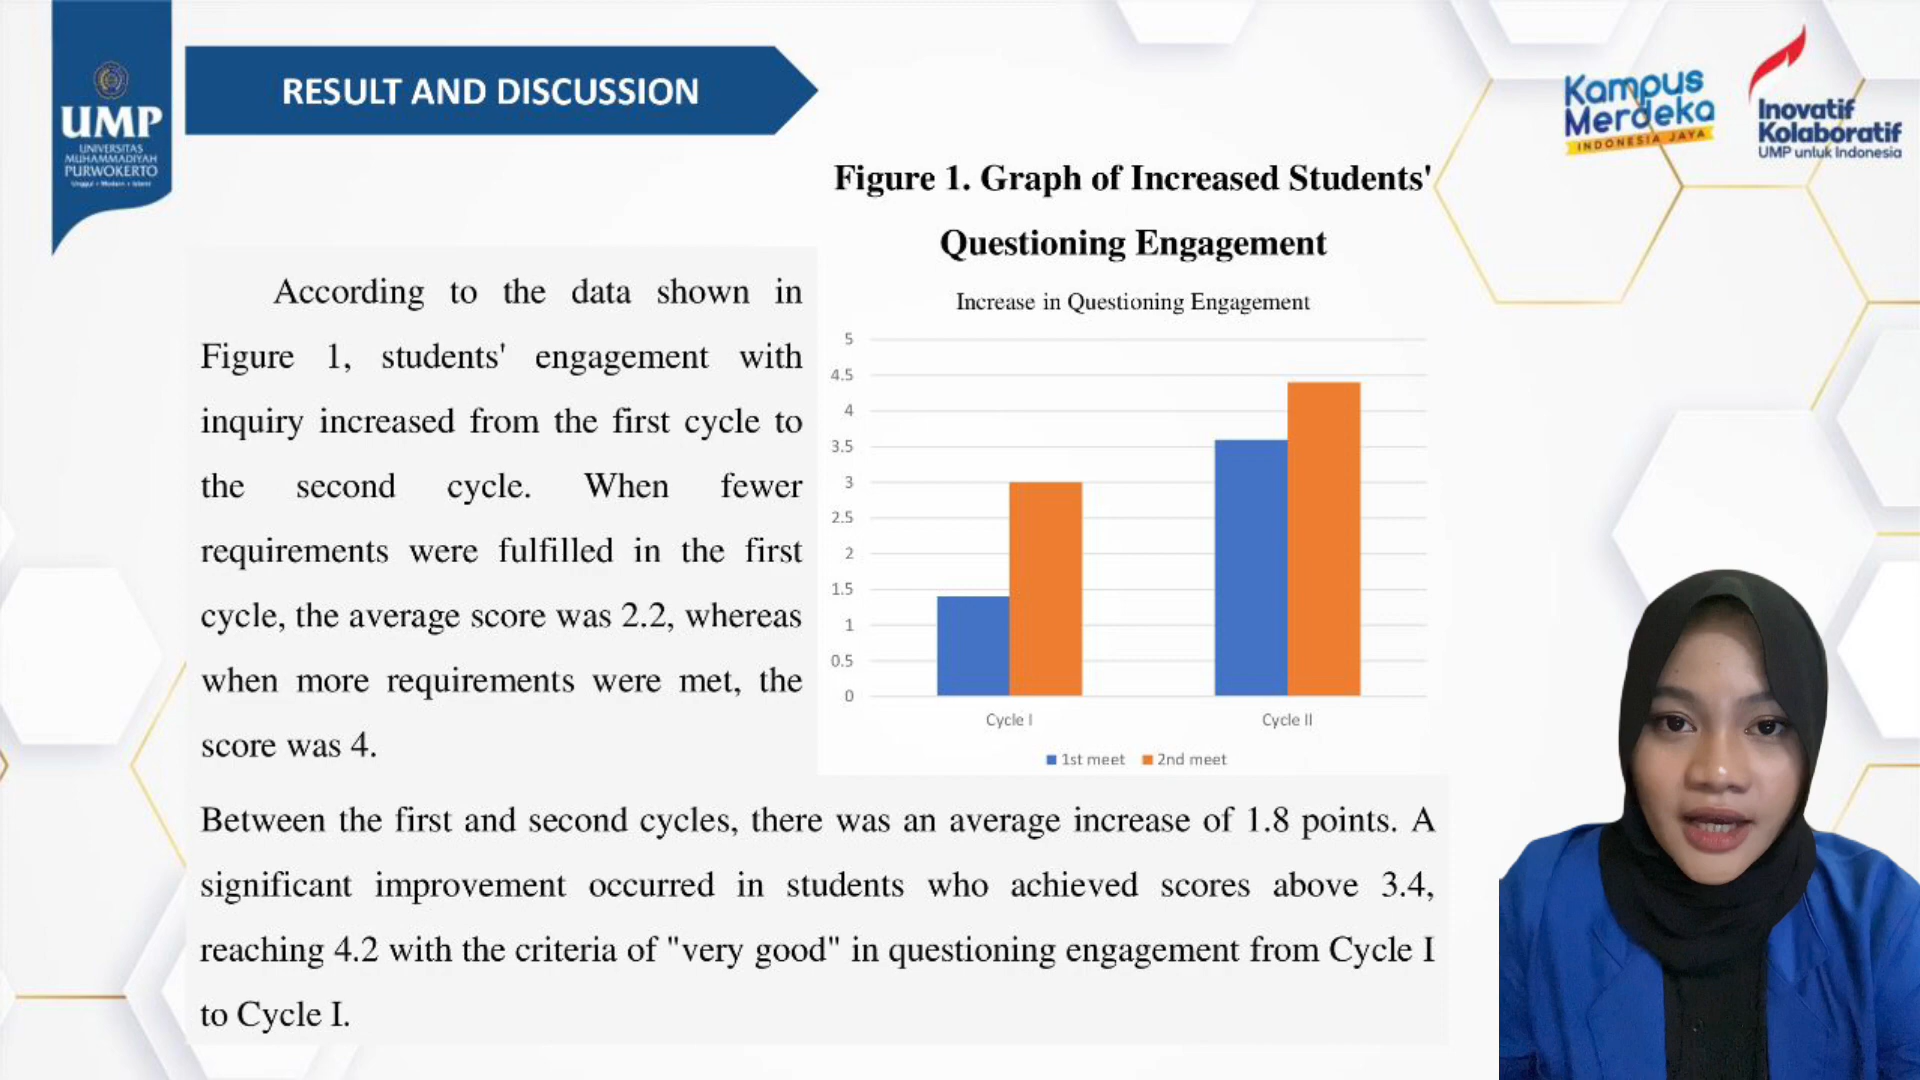 UMP
UNIVERSITAS
MUHAMMADIYAH
PURWOKERTO
Unggul • Modern • Islami
RESULT AND DISCUSSION
Kampus
Merdeka
INDONESIA JAYA
Inovatif
Kolaboratif
UMP untuk Indonesia
According to the data shown in
Figure 1, students' engagement with
inquiry increased from the first cycle to
the second cycle. When fewer
requirements were fulfilled in the first
cycle, the average score was 2.2, whereas
when more requirements were met, the
score was 4.
Figure 1. Graph of Increased Students'
Questioning Engagement
Increase in Questioning Engagement
5
4.5
4
3.5
3
2.5
2
1.5
1
0.5
0
Cycle I Cycle II
1st meet 2nd meet
Between the first and second cycles, there was an average increase of 1.8 points. A
significant improvement occurred in students who achieved scores above 3.4,
reaching 4.2 with the criteria of "very good" in questioning engagement from Cycle I
to Cycle I.